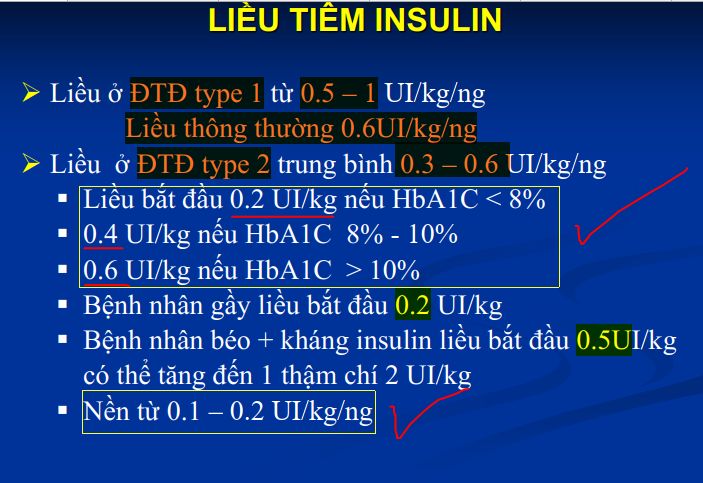 LIỀU TIÊM INSULIN
Liều ở ĐTĐ type 1 từ 0.5 – 1 UI/kg/ng
Liều thông thường 0.6UI/kg/ng
Liều ở ĐTĐ type 2 trung bình 0.3 – 0.6 UI/kg/ng
Liều bắt đầu 0.2 UI/kg nếu HbA1C < 8%
0.4 UI/kg nếu HbA1C 8% - 10%
0.6 UI/kg nếu HbA1C > 10%
Bệnh nhân gầy liều bắt đầu 0.2 UI/kg
Bệnh nhân béo + kháng insulin liều bắt đầu 0.5UI/kg
có thể tăng đến 1 thậm chí 2 UI/kg
Nền từ 0.1 – 0.2 UI/kg/ng